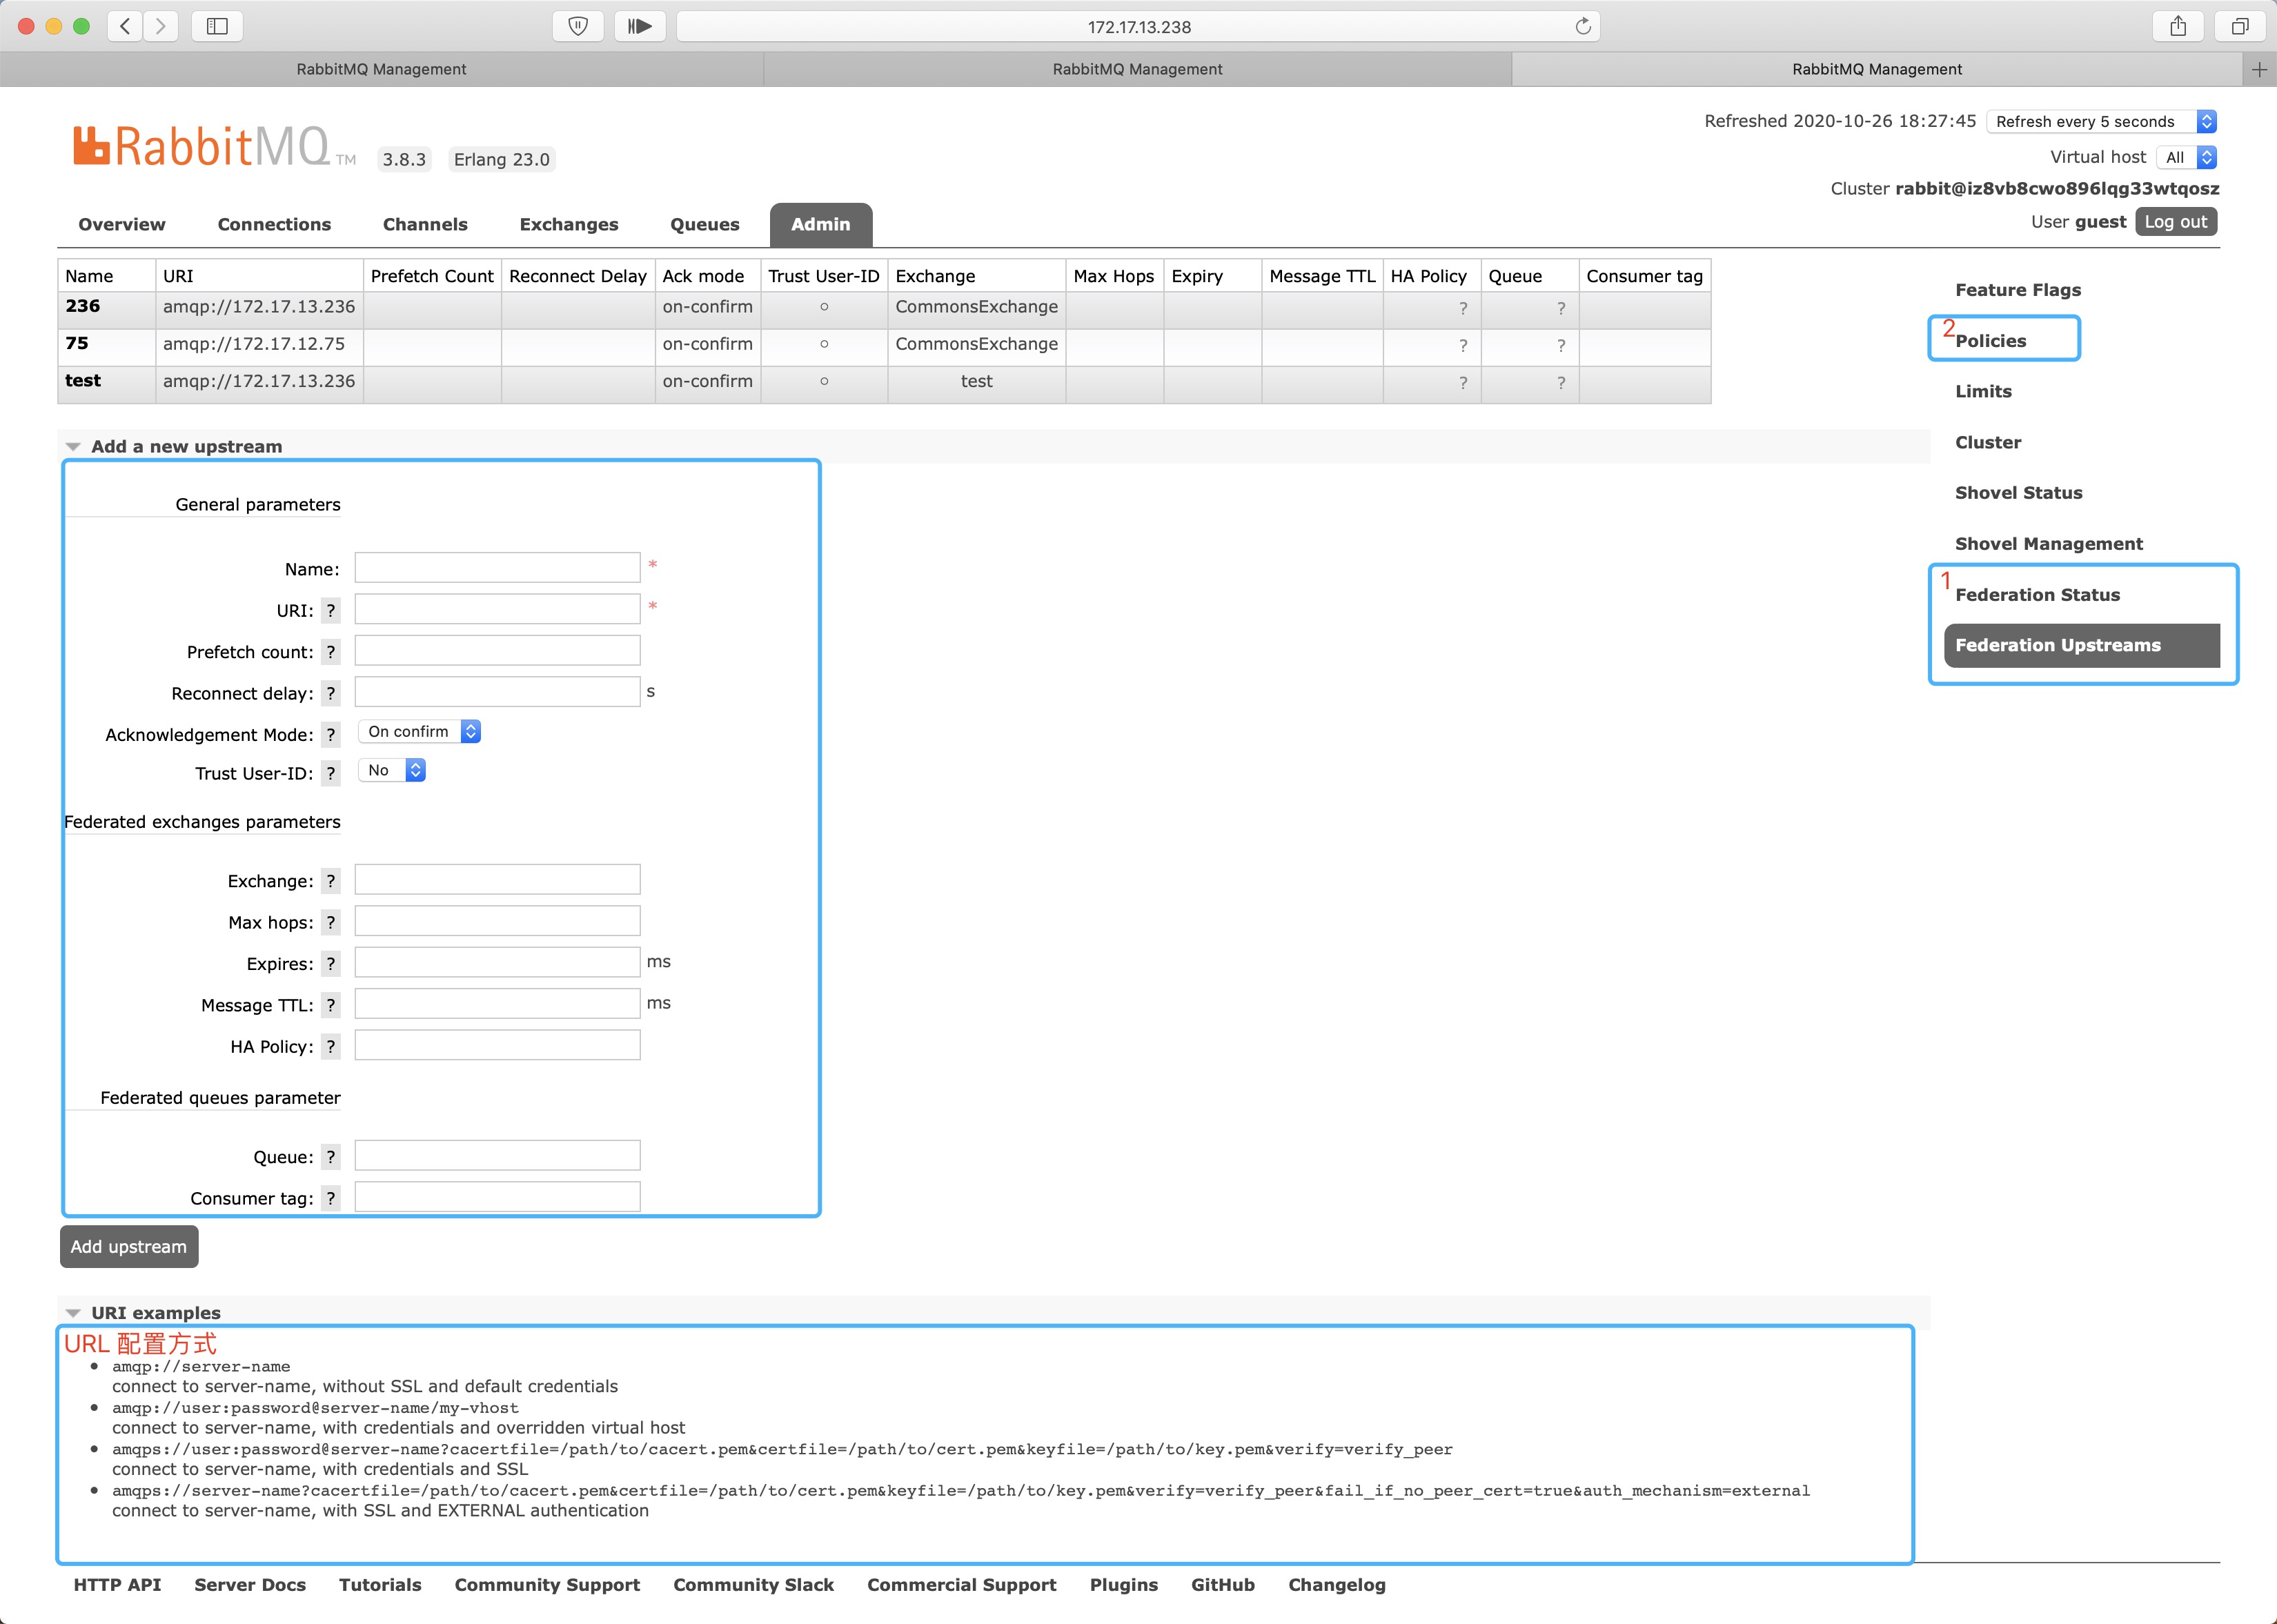 172.17.13.238
RabbitMQ Management RabbitMQ Management RabbitMQ Management
Refreshed 2020-10-26 18:27:45 Refresh every 5 seconds
RabbitMQ TM 3.8.3 Erlang 23.0
Virtual host All
Cluster rabbit@iz8vb8cwo896lqg33wtqosz
User guest Log out
Overview Connections Channels Exchanges Queues Admin
Name URI Prefetch Count Reconnect Delay Ack mode Trust User-ID Exchange Max Hops Expiry Message TTL HA Policy Queue Consumer tag
236 amqp://172.17.13.236 on-confirm ○ CommonsExchange ? ?
75 amqp://172.17.12.75 on-confirm ○ CommonsExchange ? ?
test amqp://172.17.13.236 on-confirm ○ test ? ?
Feature Flags
2
Policies
Limits
Cluster
Shovel Status
Shovel Management
1
Federation Status
Federation Upstreams
Add a new upstream
General parameters
Name: *
URI: ? *
Prefetch count: ?
Reconnect delay: ? s
Acknowledgement Mode: ? On confirm
Trust User-ID: ? No
Federated exchanges parameters
Exchange: ?
Max hops: ?
Expires: ? ms
Message TTL: ? ms
HA Policy: ?
Federated queues parameter
Queue: ?
Consumer tag: ?
Add upstream
URI examples
URL 配置方式
• amqp://server-name
connect to server-name, without SSL and default credentials
• amqp://user:password@server-name/my-vhost
connect to server-name, with credentials and overridden virtual host
• amqps://user:password@server-name?cacertfile=/path/to/cacert.pem&certfile=/path/to/cert.pem&keyfile=/path/to/key.pem&verify=verify_peer
connect to server-name, with credentials and SSL
• amqps://server-name?cacertfile=/path/to/cacert.pem&certfile=/path/to/cert.pem&keyfile=/path/to/key.pem&verify=verify_peer&fail_if_no_peer_cert=true&auth_mechanism=external
connect to server-name, with SSL and EXTERNAL authentication
HTTP API Server Docs Tutorials Community Support Community Slack Commercial Support Plugins GitHub Changelog